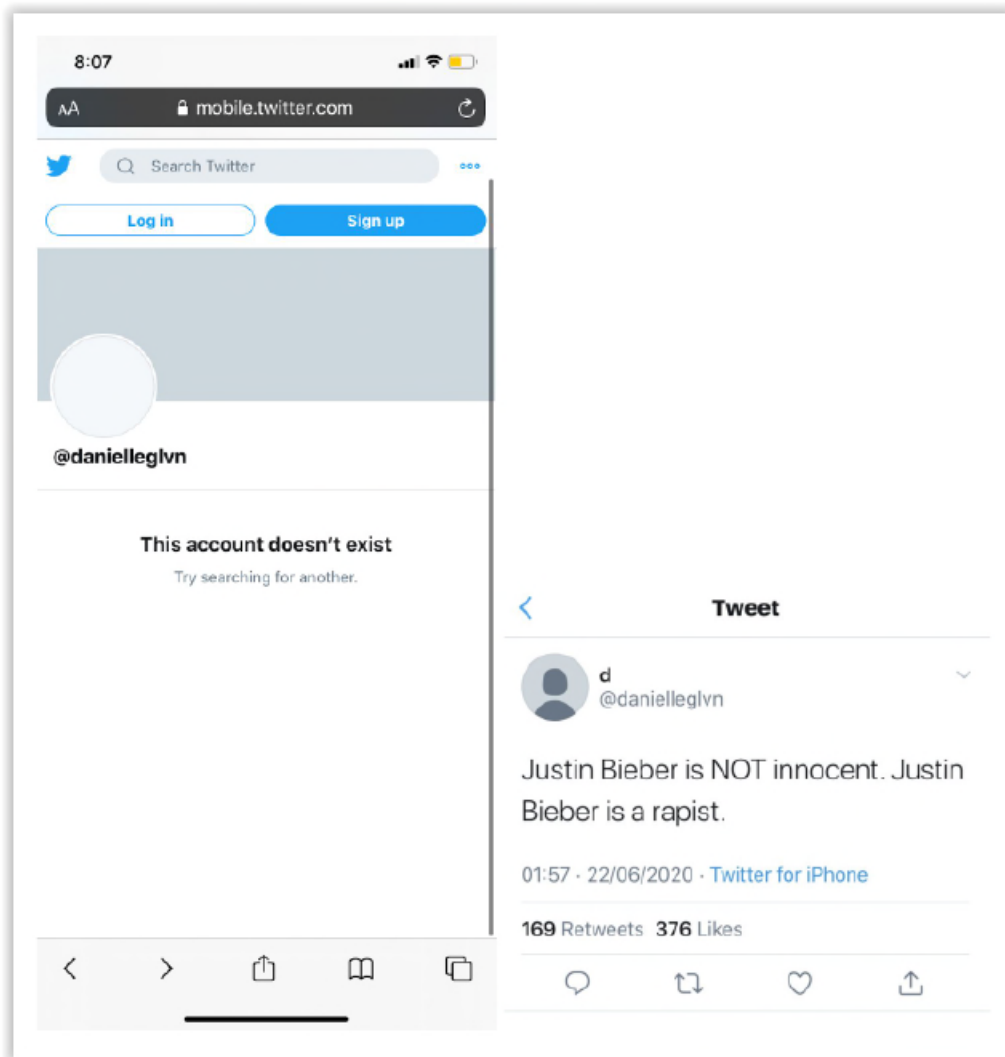 8:07
AA mobile.twitter.com
Search Twitter
Log in Sign up
@danielleglvn
This account doesn't exist
Try searching for another.
Tweet
d
@danielleglvn
Justin Bieber is NOT innocent. Justin
Bieber is a rapist.
01:57 · 22/06/2020 · Twitter for iPhone
169 Retweets 376 Likes